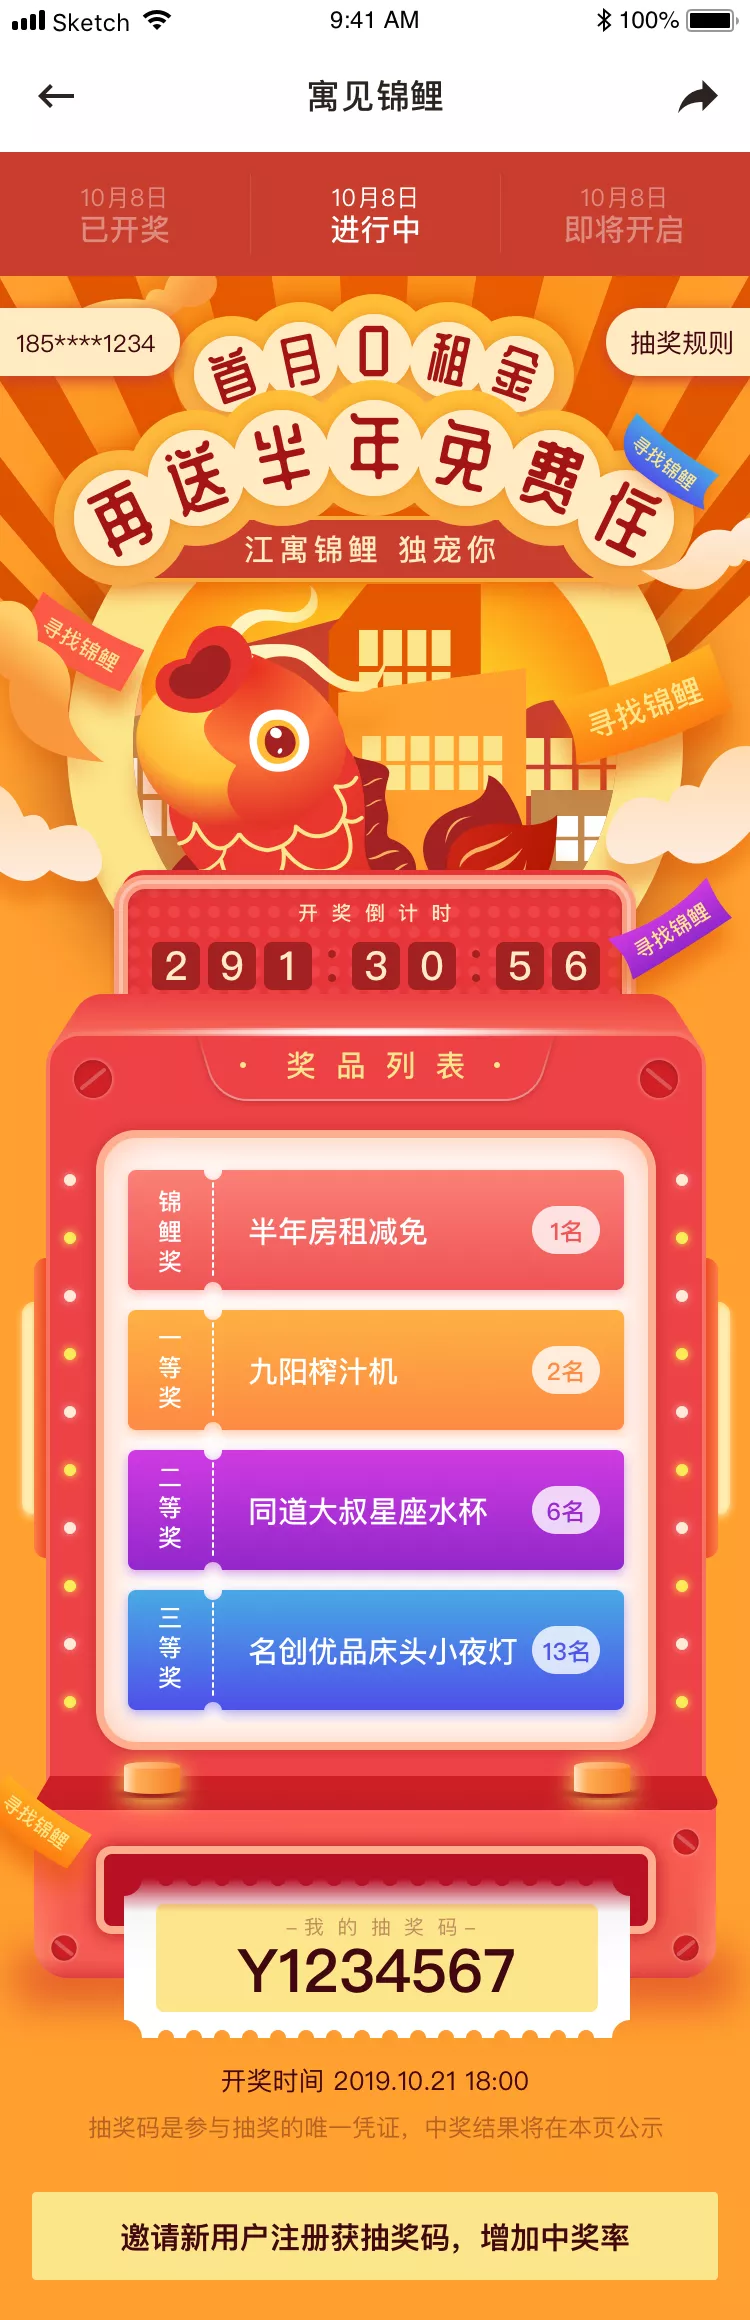 Sketch 9:41 AM 100%
寓见锦鲤
10月8日 10月8日 10月8日
已开奖 进行中 即将开启
185****1234
抽奖规则
首月0租金
再送半年免费住
寻找锦鲤
江寓锦鲤 独宠你
寻找锦鲤
寻找锦鲤
开奖倒计时
寻找锦鲤
291:30:56
· 奖品列表 ·
锦鲤奖 半年房租减免 1名
一等奖 九阳榨汁机 2名
二等奖 同道大叔星座水杯 6名
三等奖 名创优品床头小夜灯 13名
寻找锦鲤
–我的抽奖码–
Y1234567
开奖时间 2019.10.21 18:00
抽奖码是参与抽奖的唯一凭证，中奖结果将在本页公示
邀请新用户注册获抽奖码，增加中奖率